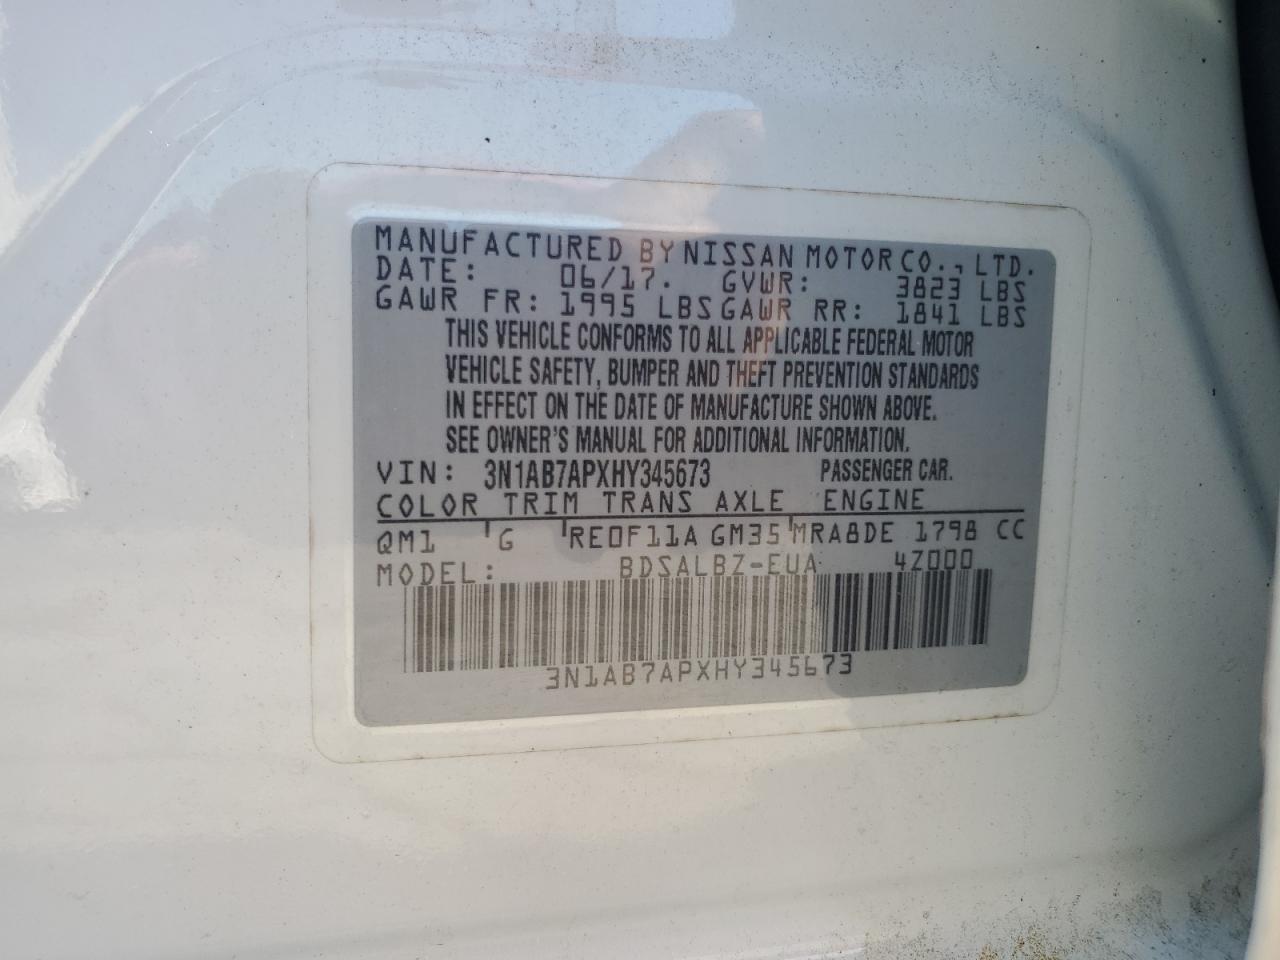 MANUFACTURED BY NISSAN MOTOR CO., LTD.
DATE: 06/17. GVWR: 3823 LBS
GAWR FR: 1995 LBS GAWR RR: 1841 LBS
THIS VEHICLE CONFORMS TO ALL APPLICABLE FEDERAL MOTOR
VEHICLE SAFETY, BUMPER AND THEFT PREVENTION STANDARDS
IN EFFECT ON THE DATE OF MANUFACTURE SHOWN ABOVE.
SEE OWNER'S MANUAL FOR ADDITIONAL INFORMATION.
VIN: 3N1AB7APXHY345673 PASSENGER CAR.
COLOR TRIM TRANS AXLE ENGINE
QM1 G RE0F11A GM35 MRA8DE 1798 CC
MODEL: BDSALBZ-EUA 4Z000
3N1AB7APXHY345673